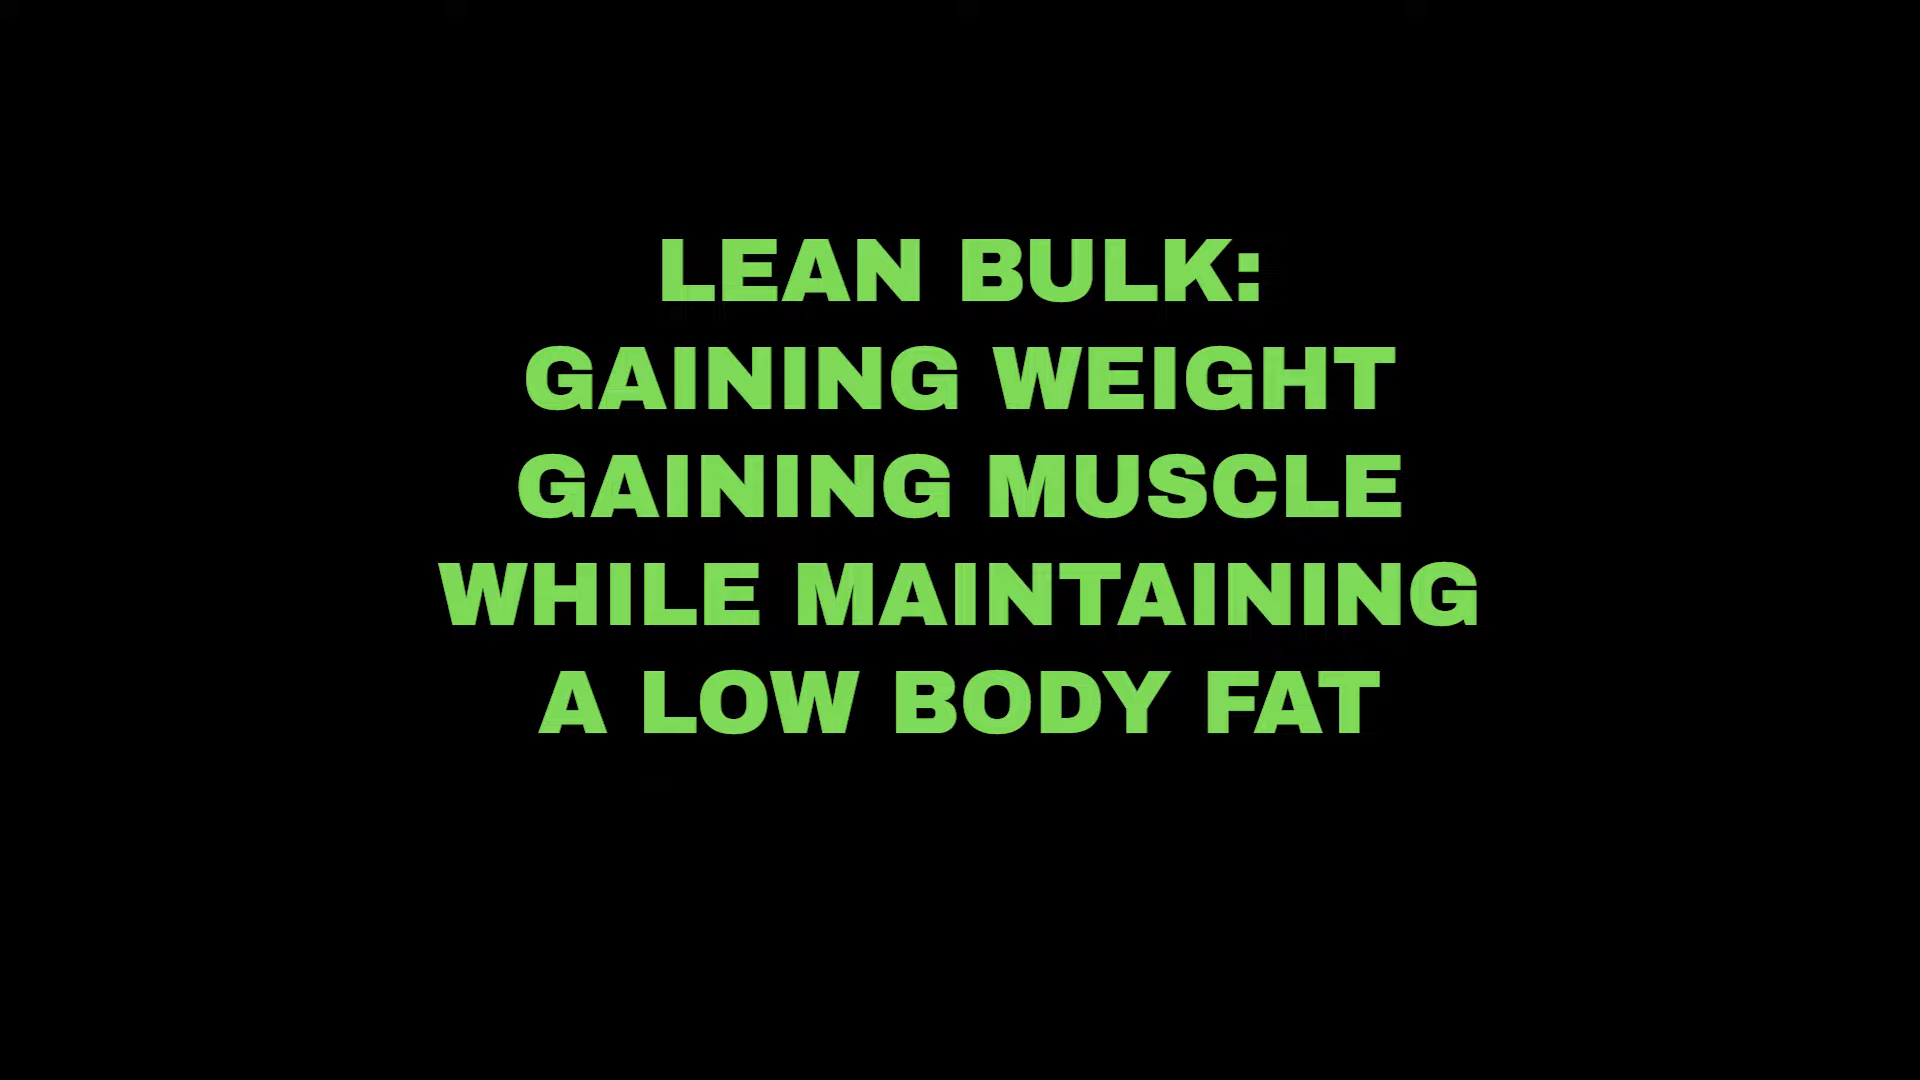 LEAN BULK:
GAINING WEIGHT
GAINING MUSCLE
WHILE MAINTAINING
A LOW BODY FAT